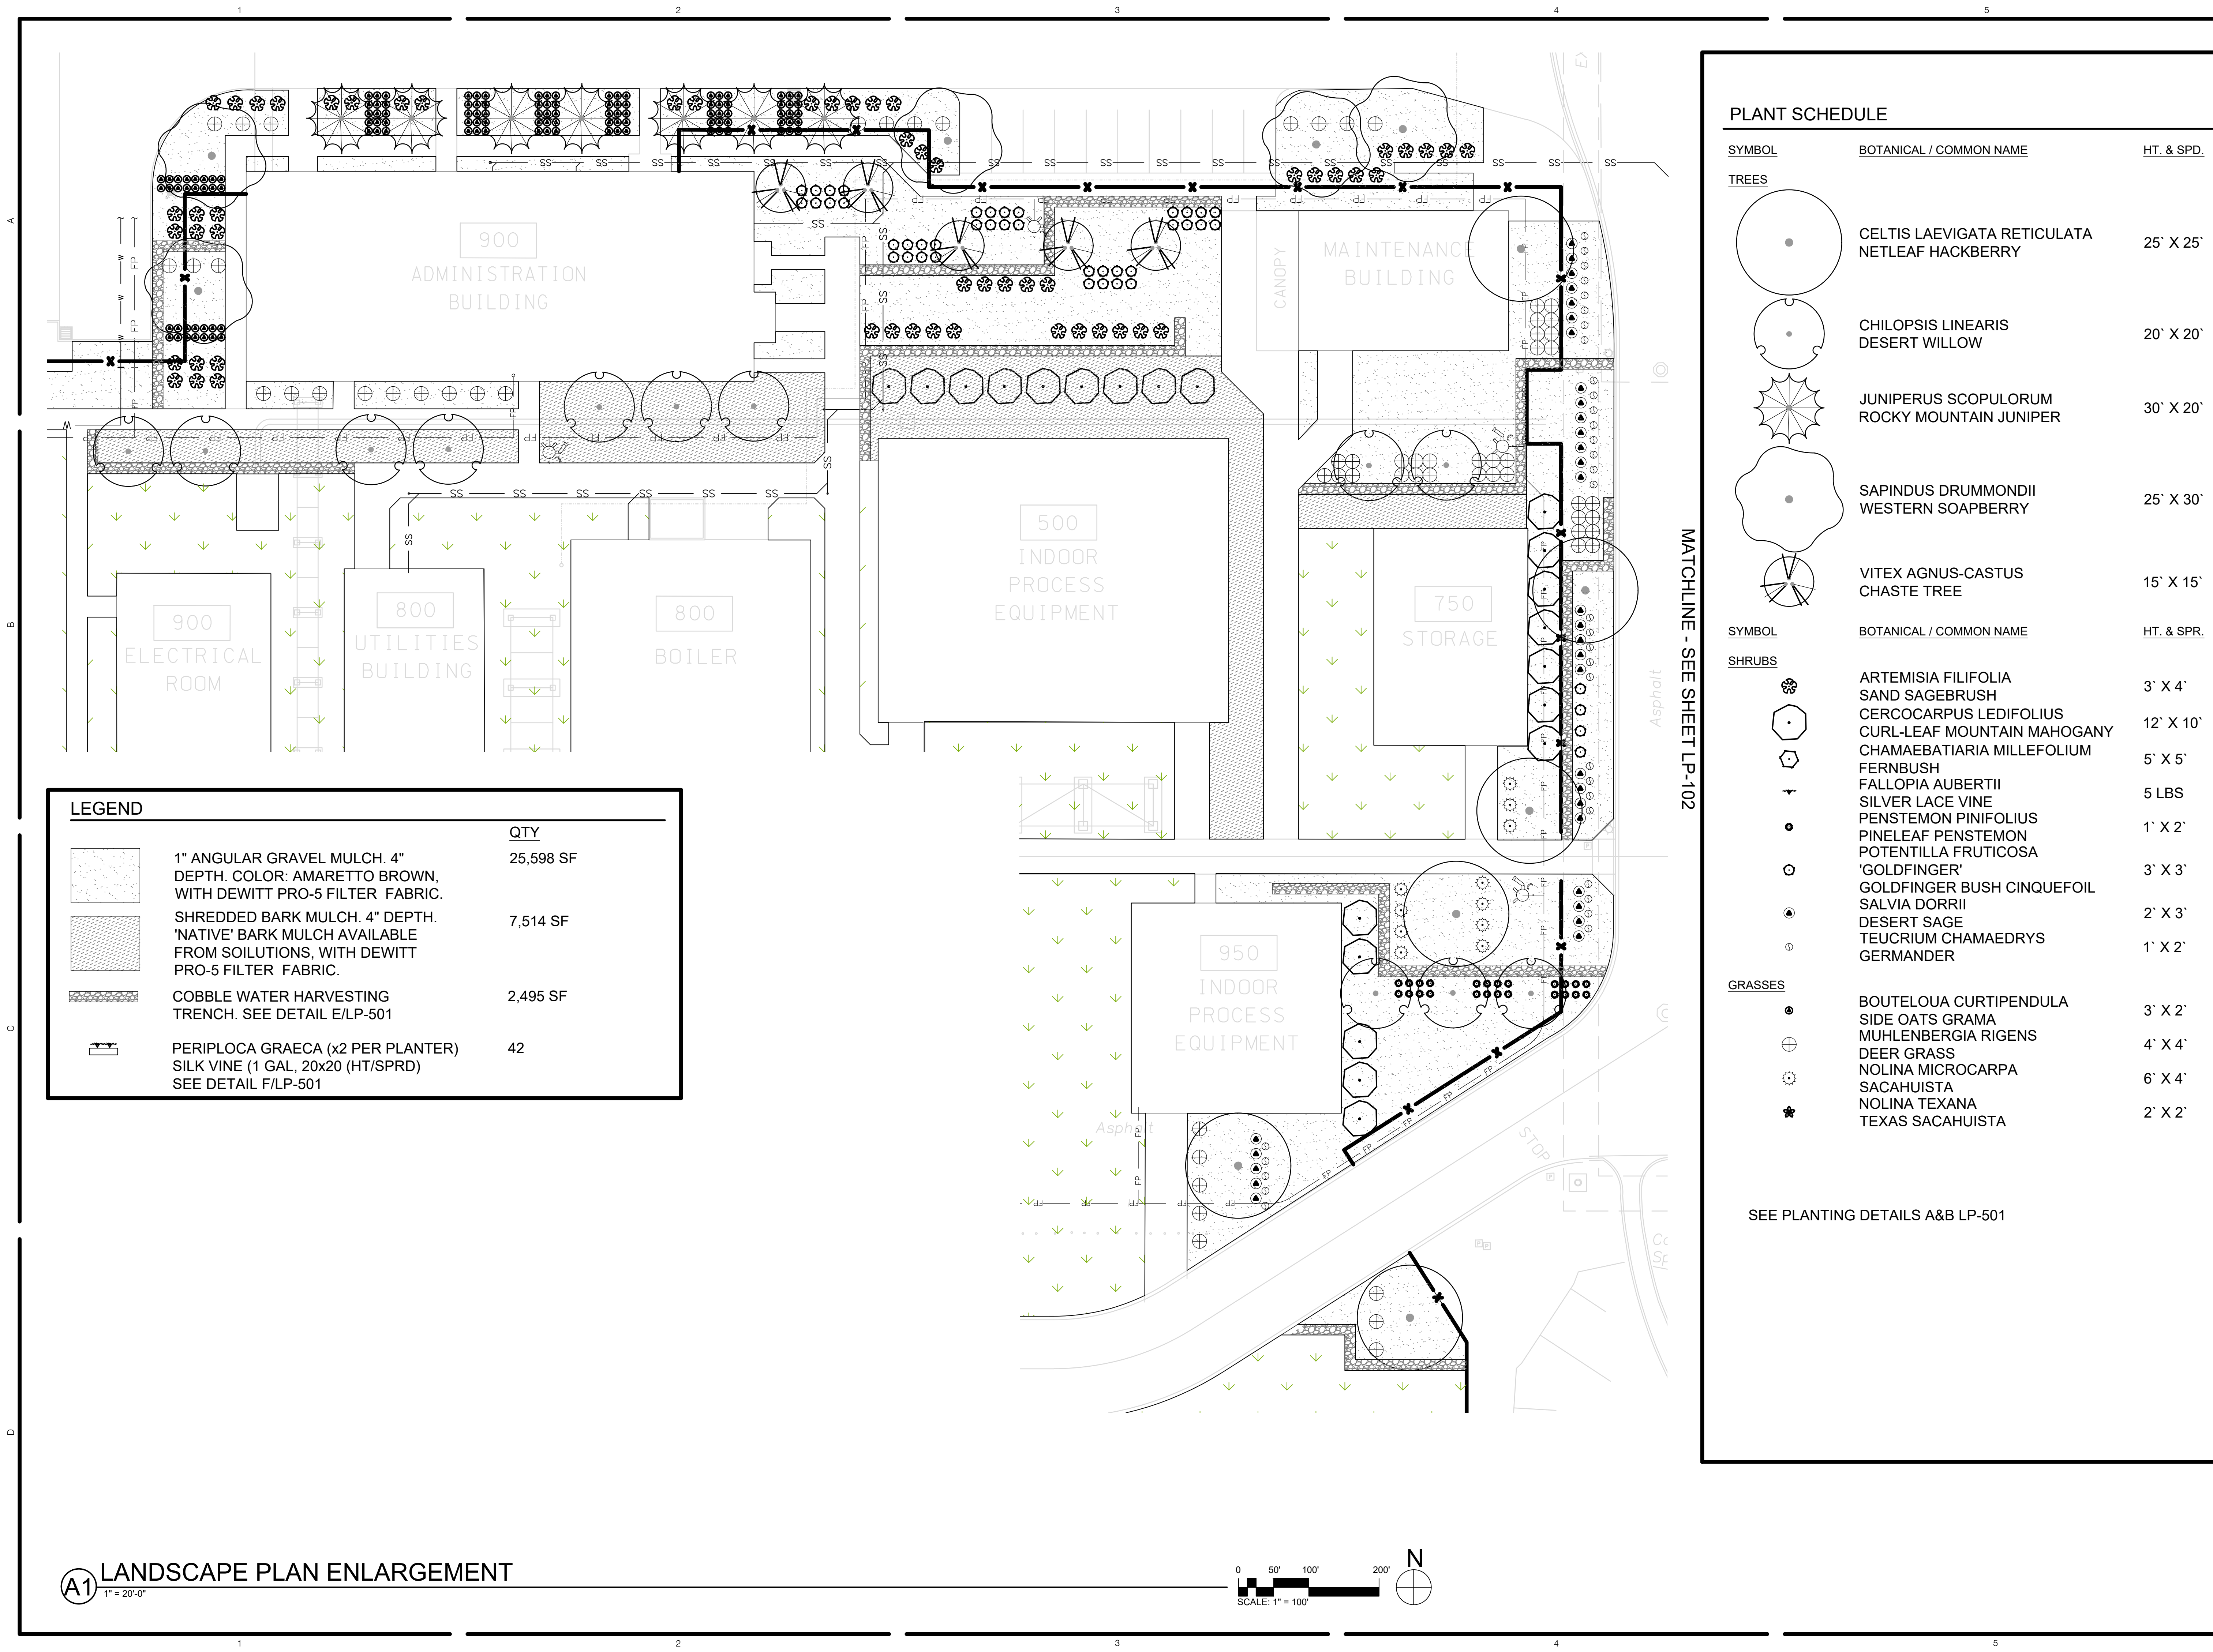 1 2 3 4 5
A
B
C
D
900
ADMINISTRATION
BUILDING
CANOPY
MAINTENANCE
BUILDING
500
INDOOR
PROCESS
EQUIPMENT
750
STORAGE
900
ELECTRICAL
ROOM
800
UTILITIES
BUILDING
800
BOILER
950
INDOOR
PROCESS
EQUIPMENT
Asphalt
Asphalt
STOP
MATCHLINE - SEE SHEET LP-102
LEGEND
QTY
1" ANGULAR GRAVEL MULCH. 4" 25,598 SF
DEPTH. COLOR: AMARETTO BROWN,
WITH DEWITT PRO-5 FILTER FABRIC.
SHREDDED BARK MULCH. 4" DEPTH. 7,514 SF
'NATIVE' BARK MULCH AVAILABLE
FROM SOILUTIONS, WITH DEWITT
PRO-5 FILTER FABRIC.
COBBLE WATER HARVESTING 2,495 SF
TRENCH. SEE DETAIL E/LP-501
PERIPLOCA GRAECA (x2 PER PLANTER) 42
SILK VINE (1 GAL, 20x20 (HT/SPRD)
SEE DETAIL F/LP-501
PLANT SCHEDULE
SYMBOL BOTANICAL / COMMON NAME HT. & SPD.
TREES
CELTIS LAEVIGATA RETICULATA
NETLEAF HACKBERRY 25` X 25`
CHILOPSIS LINEARIS
DESERT WILLOW 20` X 20`
JUNIPERUS SCOPULORUM
ROCKY MOUNTAIN JUNIPER 30` X 20`
SAPINDUS DRUMMONDII
WESTERN SOAPBERRY 25` X 30`
VITEX AGNUS-CASTUS
CHASTE TREE 15` X 15`
SYMBOL BOTANICAL / COMMON NAME HT. & SPR.
SHRUBS
ARTEMISIA FILIFOLIA
SAND SAGEBRUSH 3` X 4`
CERCOCARPUS LEDIFOLIUS
CURL-LEAF MOUNTAIN MAHOGANY 12` X 10`
CHAMAEBATIARIA MILLEFOLIUM
FERNBUSH 5` X 5`
FALLOPIA AUBERTII
SILVER LACE VINE 5 LBS
PENSTEMON PINIFOLIUS
PINELEAF PENSTEMON 1` X 2`
POTENTILLA FRUTICOSA
'GOLDFINGER' 3` X 3`
GOLDFINGER BUSH CINQUEFOIL
SALVIA DORRII
DESERT SAGE 2` X 3`
TEUCRIUM CHAMAEDRYS
GERMANDER 1` X 2`
GRASSES
BOUTELOUA CURTIPENDULA
SIDE OATS GRAMA 3` X 2`
MUHLENBERGIA RIGENS
DEER GRASS 4` X 4`
NOLINA MICROCARPA
SACAHUISTA 6` X 4`
NOLINA TEXANA
TEXAS SACAHUISTA 2` X 2`
SEE PLANTING DETAILS A&B LP-501
A1
LANDSCAPE PLAN ENLARGEMENT
1" = 20'-0"
0 50' 100' 200'
SCALE: 1" = 100'
N
1 2 3 4 5